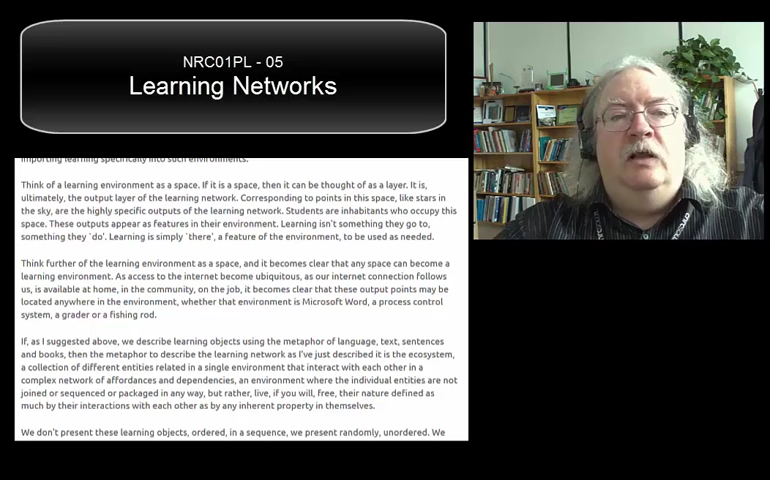 NRC01PL - 05
Learning Networks
importing learning specifically into such environments.
Think of a learning environment as a space. If it is a space, then it can be thought of as a layer. It is,
ultimately, the output layer of the learning network. Corresponding to points in this space, like stars in
the sky, are the highly specific outputs of the learning network. Students are inhabitants who occupy this
space. These outputs appear as features in their environment. Learning isn't something they go to,
something they `do'. Learning is simply `there', a feature of the environment, to be used as needed.
Think further of the learning environment as a space, and it becomes clear that any space can become a
learning environment. As access to the internet become ubiquitous, as our internet connection follows
us, is available at home, in the community, on the job, it becomes clear that these output points may be
located anywhere in the environment, whether that environment is Microsoft Word, a process control
system, a grader or a fishing rod.
If, as I suggested above, we describe learning objects using the metaphor of language, text, sentences
and books, then the metaphor to describe the learning network as I've just described it is the ecosystem,
a collection of different entities related in a single environment that interact with each other in a
complex network of affordances and dependencies, an environment where the individual entities are not
joined or sequenced or packaged in any way, but rather, live, if you will, free, their nature defined as
much by their interactions with each other as by any inherent property in themselves.
We don't present these learning objects, ordered, in a sequence, we present randomly, unordered. We